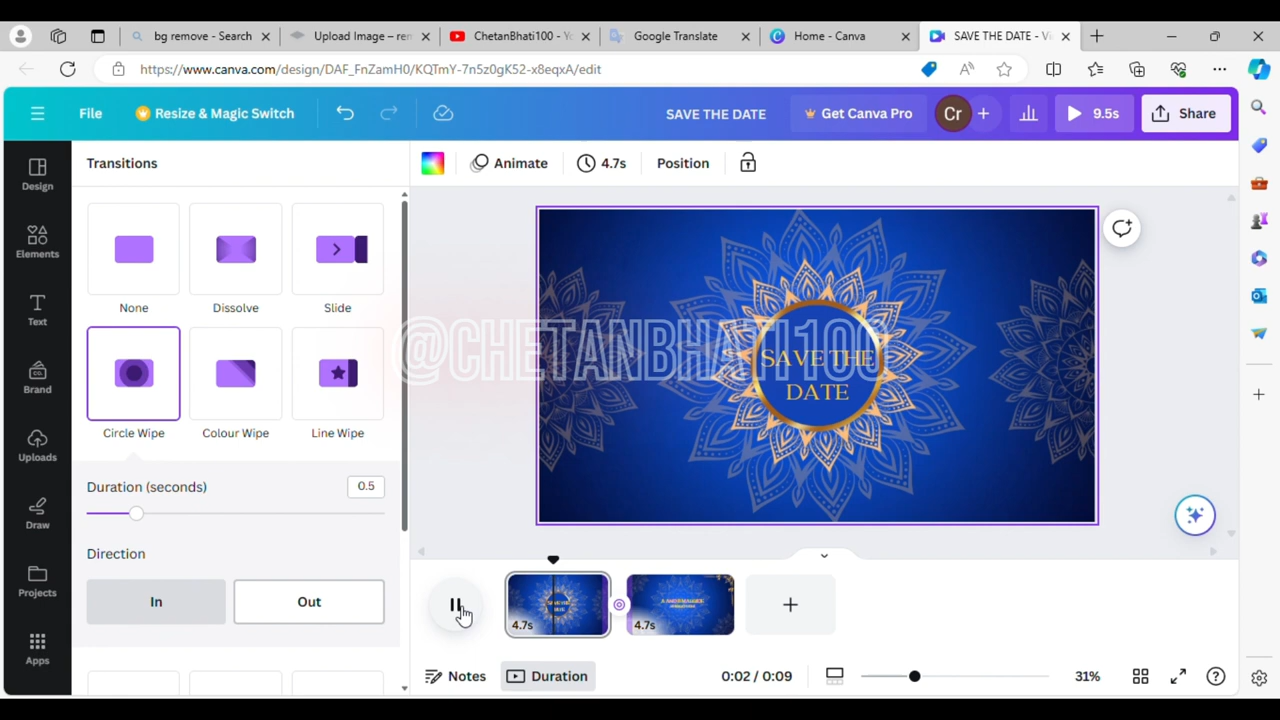 bg remove - Search
Upload Image – rem
ChetanBhati100 - Yo
Google Translate
Home - Canva
SAVE THE DATE - Vi
https://www.canva.com/design/DAF_FnZamH0/KQTmY-7n5z0gK52-x8eqxA/edit
File
Resize & Magic Switch
SAVE THE DATE
Get Canva Pro
Cr
9.5s
Share
Design
Elements
Text
Brand
Uploads
Draw
Projects
Apps
Transitions
None
Dissolve
Slide
Circle Wipe
Colour Wipe
Line Wipe
Duration (seconds)
0.5
Direction
In
Out
Animate
4.7s
Position
SAVE THE
DATE
@CHETANBHATI100
4.7s
4.7s
Notes
Duration
0:02 / 0:09
31%